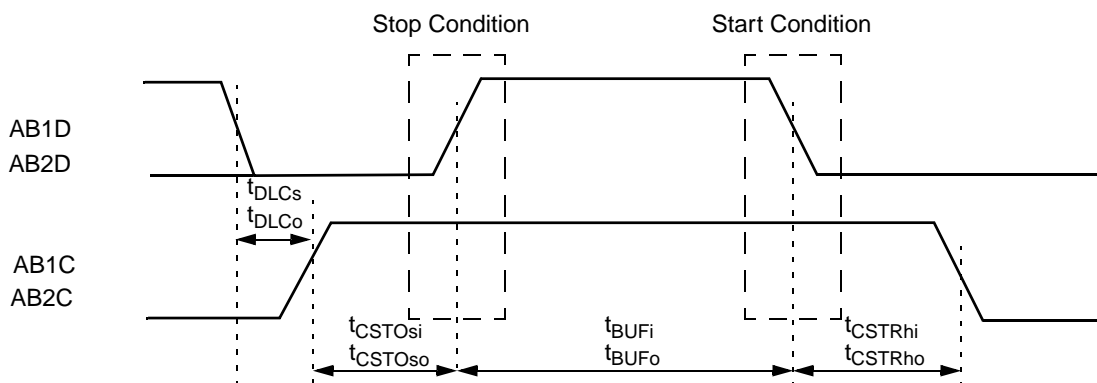 Stop Condition
Start Condition
AB1D
AB2D
tDLCs
tDLCo
AB1C
AB2C
tCSTOsi
tCSTOso
tBUFi
tBUFo
tCSTRhi
tCSTRho